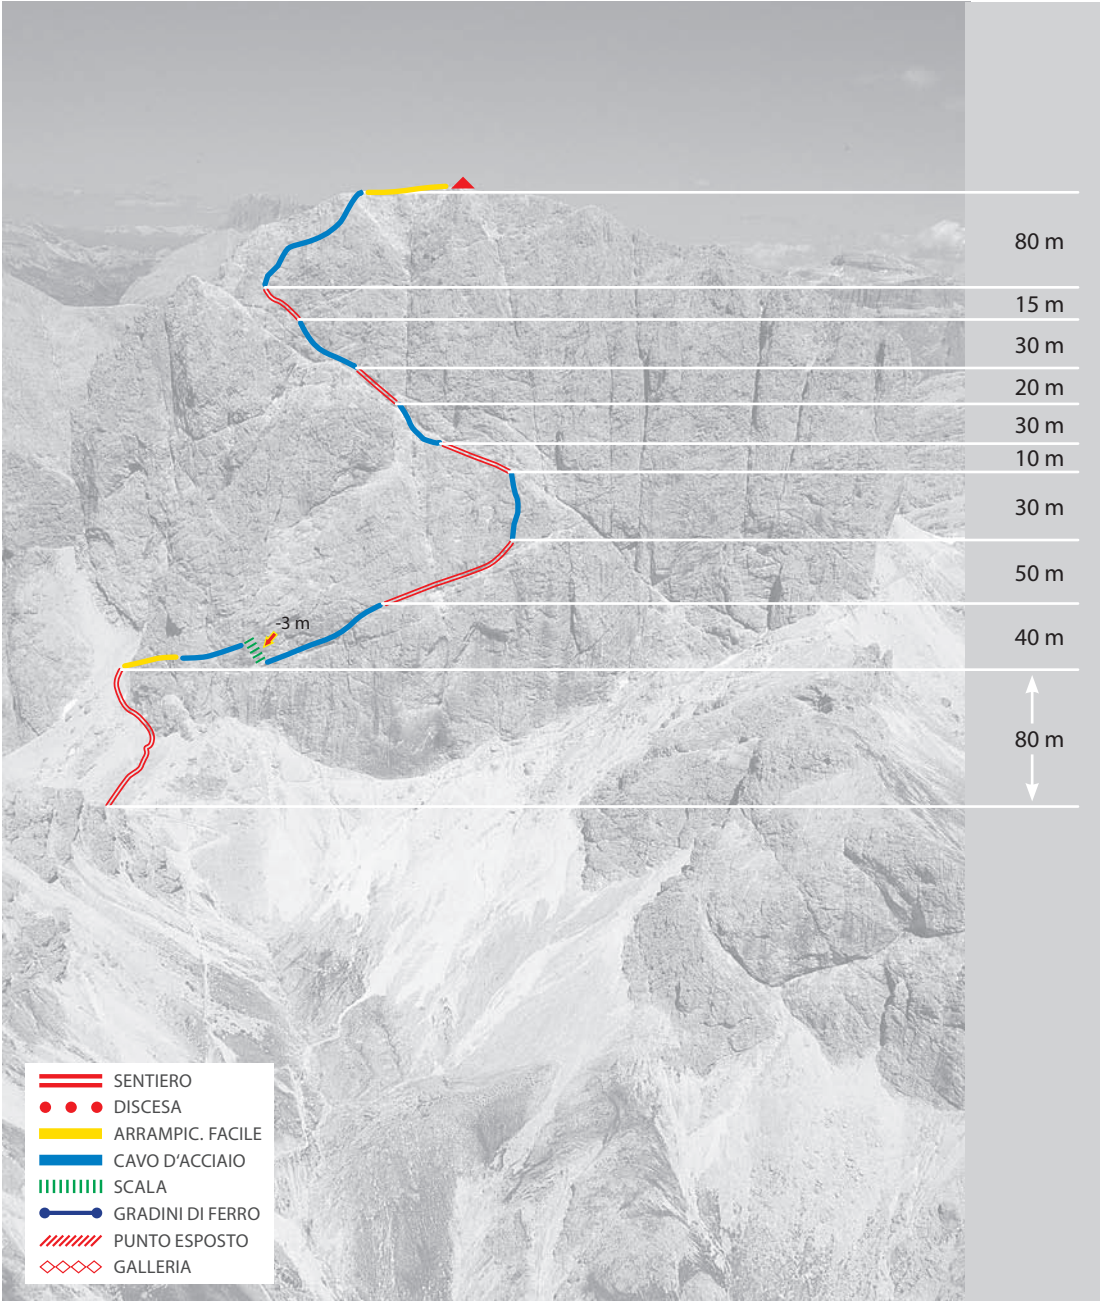 80 m
15 m
30 m
20 m
30 m
10 m
30 m
50 m
-3 m
40 m
80 m
SENTIERO
DISCESA
ARRAMPIC. FACILE
CAVO D'ACCIAIO
SCALA
GRADINI DI FERRO
PUNTO ESPOSTO
GALLERIA